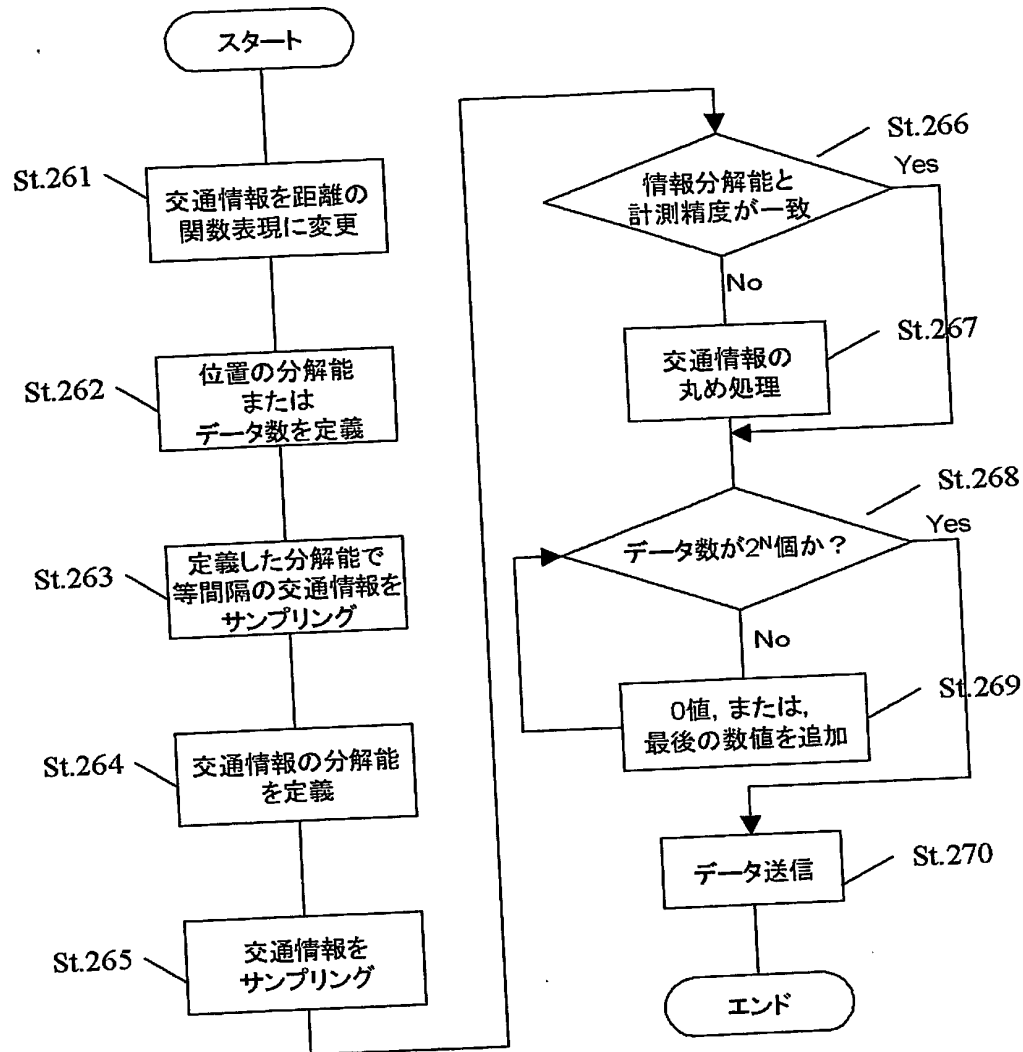 スタート
St.261
交通情報を距離の
関数表現に変更
St.262
位置の分解能
または
データ数を定義
St.263
定義した分解能で
等間隔の交通情報を
サンプリング
St.264
交通情報の分解能
を定義
St.265
交通情報を
サンプリング
St.266
情報分解能と
計測精度が一致
Yes
No
St.267
交通情報の
丸め処理
St.268
データ数が2ᴺ個か？
Yes
No
St.269
0値, または,
最後の数値を追加
St.270
データ送信
エンド